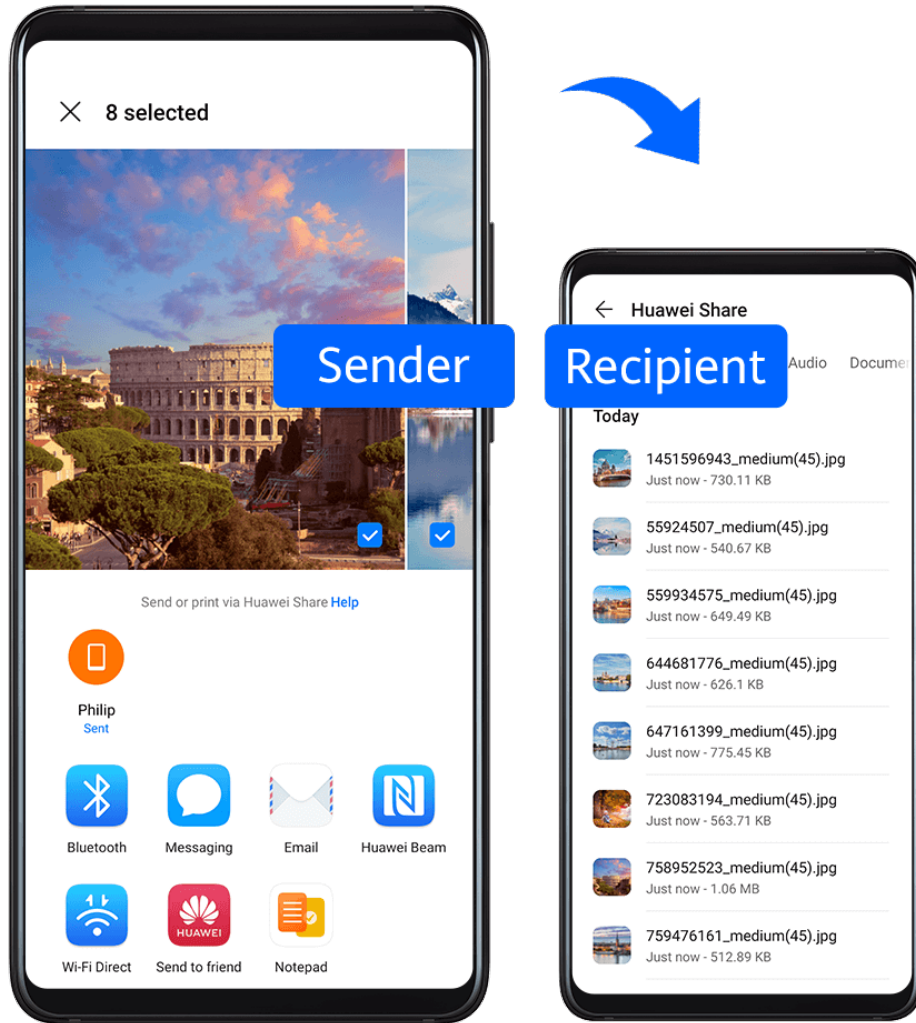 8 selected
Sender
Send or print via Huawei Share Help
Philip
Sent
Bluetooth
Messaging
Email
Huawei Beam
HUAWEI
Wi-Fi Direct
Send to friend
Notepad
Huawei Share
Recipient
Audio
Docume
Today
1451596943_medium(45).jpg
Just now - 730.11 KB
55924507_medium(45).jpg
Just now - 540.67 KB
559934575_medium(45).jpg
Just now - 649.49 KB
644681776_medium(45).jpg
Just now - 626.1 KB
647161399_medium(45).jpg
Just now - 775.45 KB
723083194_medium(45).jpg
Just now - 563.71 KB
758952523_medium(45).jpg
Just now - 1.06 MB
759476161_medium(45).jpg
Just now - 512.89 KB